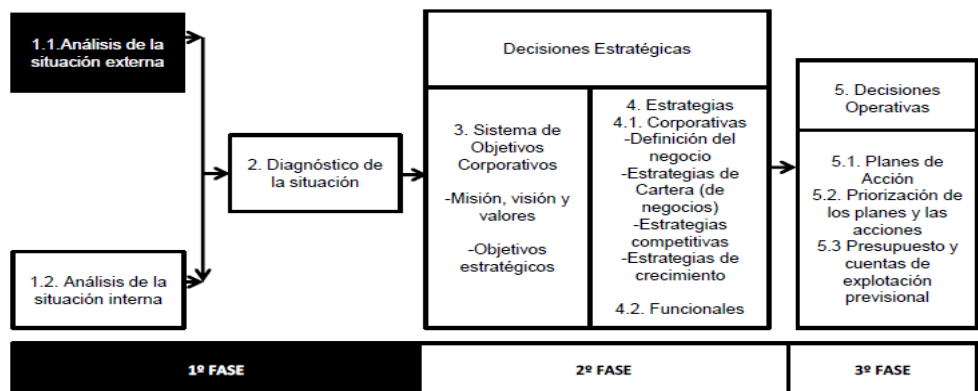 1.1.Análisis de la
situación externa
1.2. Análisis de la
situación interna
2. Diagnóstico de
la situación
Decisiones Estratégicas
3. Sistema de
Objetivos
Corporativos
-Misión, visión y
valores
-Objetivos
estratégicos
4. Estrategias
4.1. Corporativas
-Definición del
negocio
-Estrategias de
Cartera (de
negocios)
-Estrategias
competitivas
-Estrategias de
crecimiento
4.2. Funcionales
5. Decisiones
Operativas
5.1. Planes de
Acción
5.2. Priorización de
los planes y las
acciones
5.3 Presupuesto y
cuentas de
explotación
previsional
1º FASE
2º FASE
3º FASE